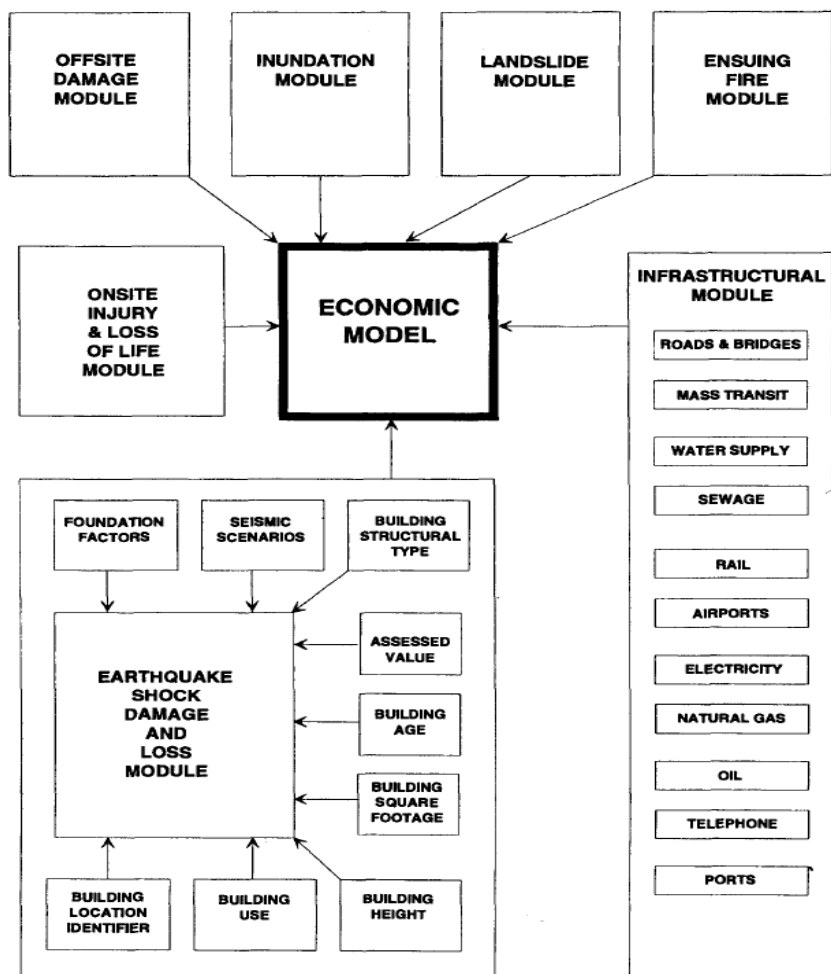 OFFSITE
DAMAGE
MODULE
INUNDATION
MODULE
LANDSLIDE
MODULE
ENSUING
FIRE
MODULE
ONSITE
INJURY
& LOSS
OF LIFE
MODULE
ECONOMIC
MODEL
INFRASTRUCTURAL
MODULE
ROADS & BRIDGES
MASS TRANSIT
WATER SUPPLY
SEWAGE
RAIL
AIRPORTS
ELECTRICITY
NATURAL GAS
OIL
TELEPHONE
PORTS
FOUNDATION
FACTORS
SEISMIC
SCENARIOS
BUILDING
STRUCTURAL
TYPE
EARTHQUAKE
SHOCK
DAMAGE
AND
LOSS
MODULE
ASSESSED
VALUE
BUILDING
AGE
BUILDING
SQUARE
FOOTAGE
BUILDING
LOCATION
IDENTIFIER
BUILDING
USE
BUILDING
HEIGHT